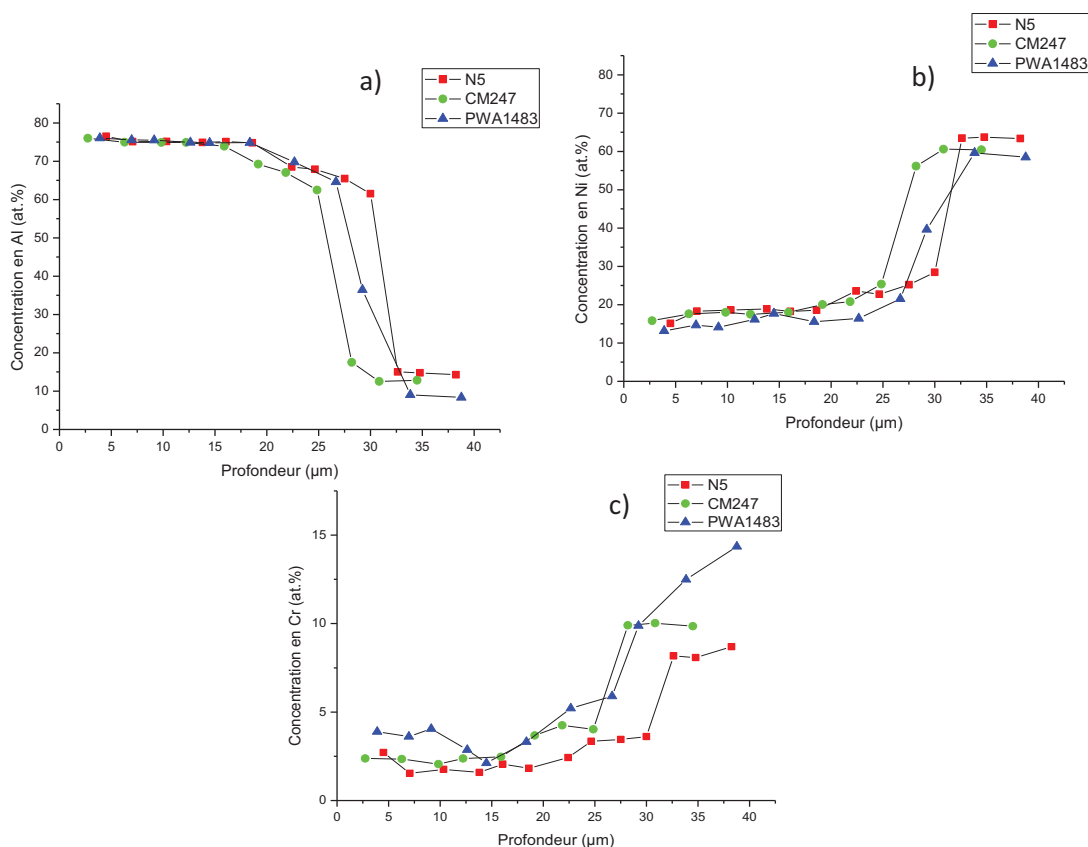 a)
N5
CM247
PWA1483
Concentration en Al (at.%)
80
70
60
50
40
30
20
10
0
0 5 10 15 20 25 30 35 40
Profondeur (µm)
b)
N5
CM247
PWA1483
Concentration en Ni (at.%)
80
70
60
50
40
30
20
10
0
0 5 10 15 20 25 30 35 40
Profondeur (µm)
c)
N5
CM247
PWA1483
Concentration en Cr (at.%)
15
10
5
0
0 5 10 15 20 25 30 35 40
Profondeur (µm)